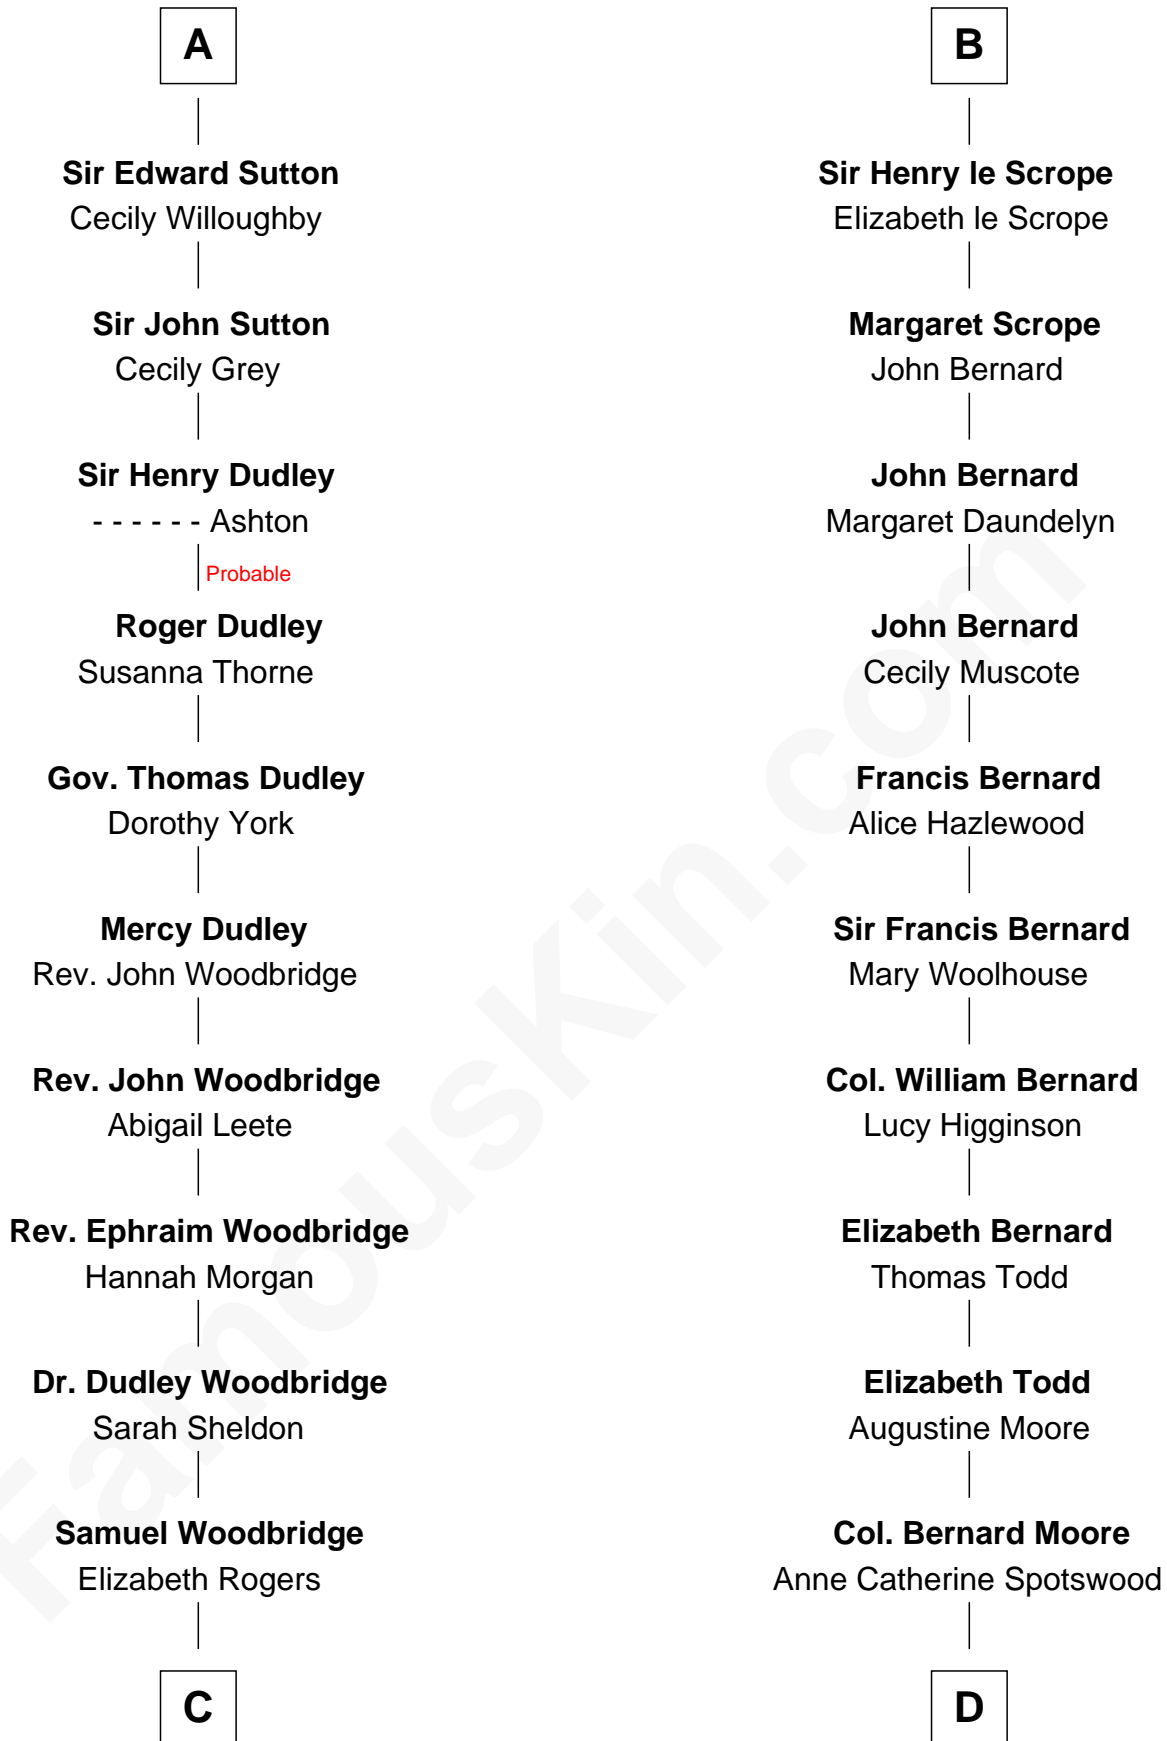 A
Sir Edward Sutton
Cecily Willoughby
Sir John Sutton
Cecily Grey
Sir Henry Dudley
- - - - - - Ashton
Probable
Roger Dudley
Susanna Thorne
Gov. Thomas Dudley
Dorothy York
Mercy Dudley
Rev. John Woodbridge
Rev. John Woodbridge
Abigail Leete
Rev. Ephraim Woodbridge
Hannah Morgan
Dr. Dudley Woodbridge
Sarah Sheldon
Samuel Woodbridge
Elizabeth Rogers
C
B
Sir Henry le Scrope
Elizabeth le Scrope
Margaret Scrope
John Bernard
John Bernard
Margaret Daundelyn
John Bernard
Cecily Muscote
Francis Bernard
Alice Hazlewood
Sir Francis Bernard
Mary Woolhouse
Col. William Bernard
Lucy Higginson
Elizabeth Bernard
Thomas Todd
Elizabeth Todd
Augustine Moore
Col. Bernard Moore
Anne Catherine Spotswood
D
FamousKin.com